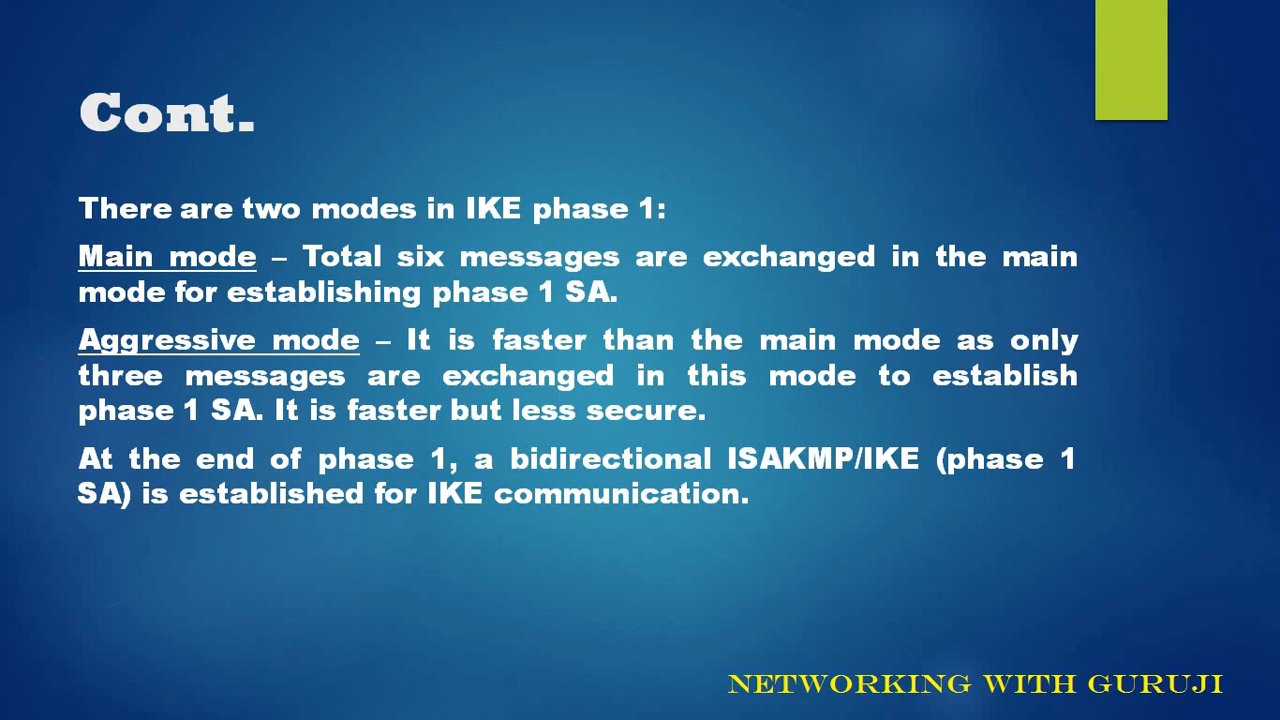 Cont.
There are two modes in IKE phase 1:
Main mode – Total six messages are exchanged in the main
mode for establishing phase 1 SA.
Aggressive mode – It is faster than the main mode as only
three messages are exchanged in this mode to establish
phase 1 SA. It is faster but less secure.
At the end of phase 1, a bidirectional ISAKMP/IKE (phase 1
SA) is established for IKE communication.
NETWORKING WITH GURUJI